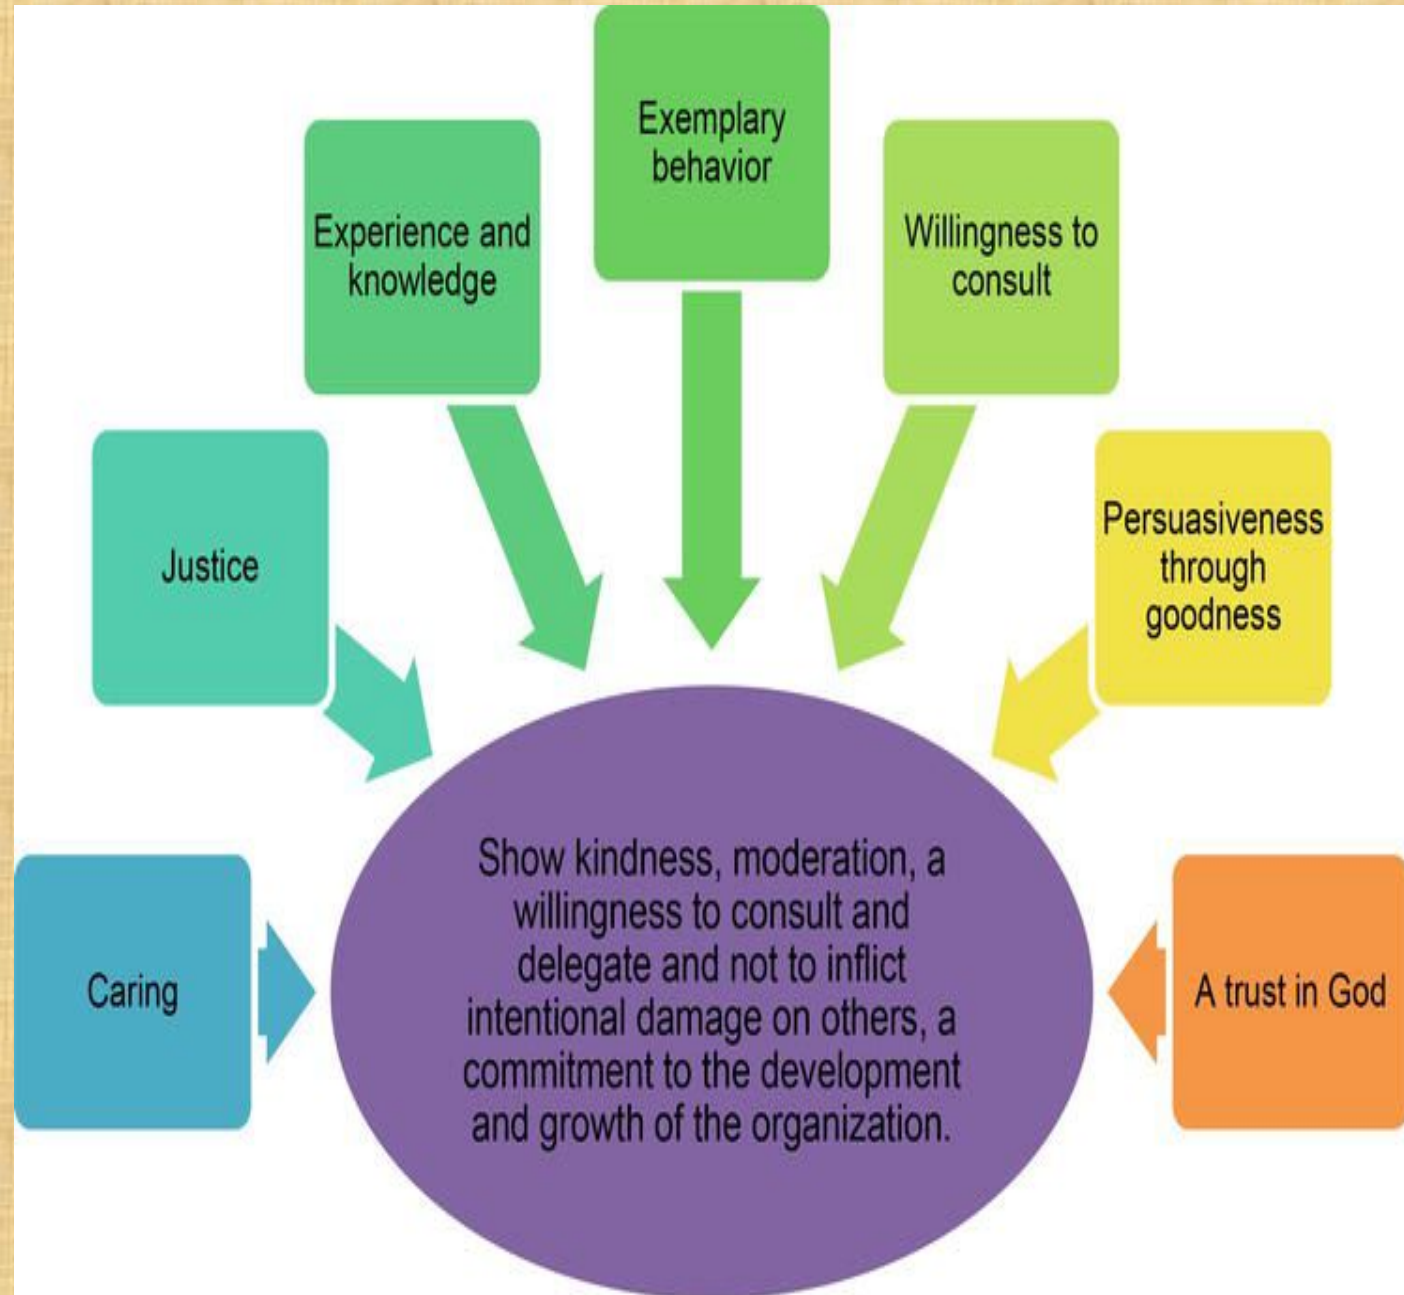 Exemplary
behavior
Experience and
knowledge
Willingness to
consult
Justice
Persuasiveness
through
goodness
Caring
A trust in God
Show kindness, moderation, a
willingness to consult and
delegate and not to inflict
intentional damage on others, a
commitment to the development
and growth of the organization.